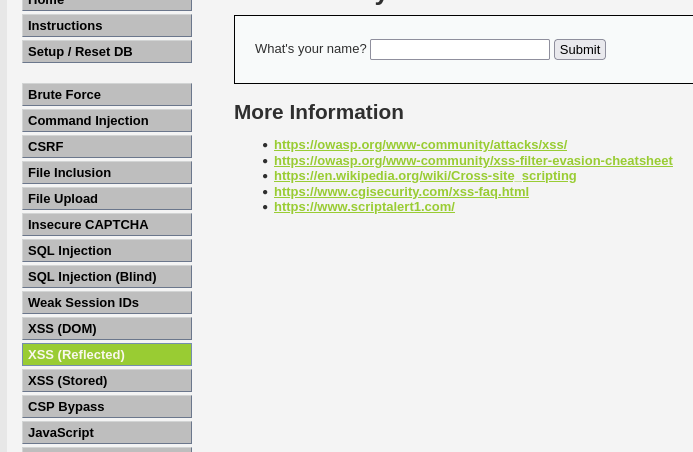 Home
Instructions
Setup / Reset DB
Brute Force
Command Injection
CSRF
File Inclusion
File Upload
Insecure CAPTCHA
SQL Injection
SQL Injection (Blind)
Weak Session IDs
XSS (DOM)
XSS (Reflected)
XSS (Stored)
CSP Bypass
JavaScript
What's your name? Submit
More Information
https://owasp.org/www-community/attacks/xss/
https://owasp.org/www-community/xss-filter-evasion-cheatsheet
https://en.wikipedia.org/wiki/Cross-site_scripting
https://www.cgisecurity.com/xss-faq.html
https://www.scriptalert1.com/